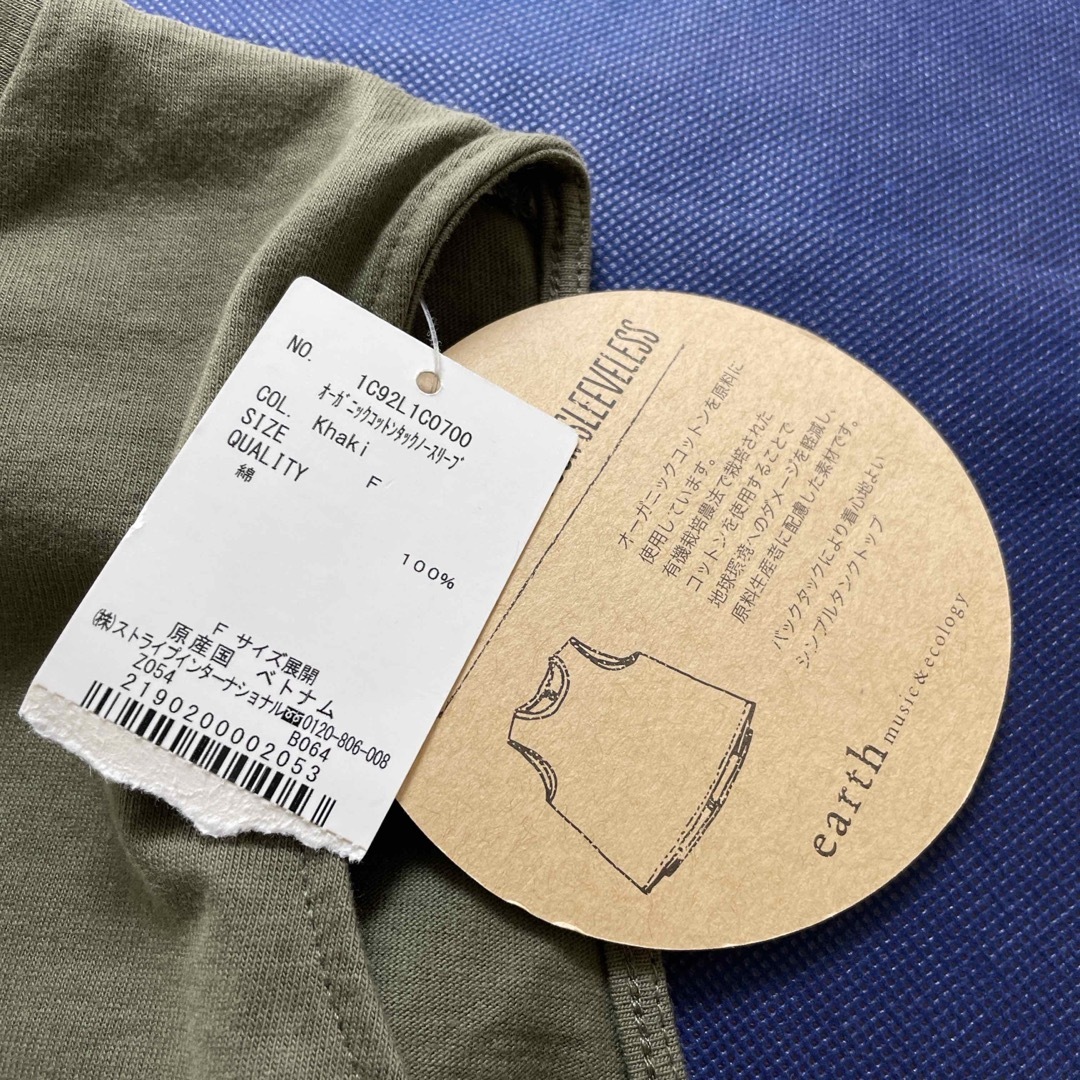 NO.
1C92L1C0700
ｵｰｶﾞﾆｯｸｺｯﾄﾝﾀｯｸﾉｰｽﾘｰﾌﾞ
COL. Khaki
SIZE F
QUALITY
綿 100%
F サイズ展開
原産国 ベトナム
㈱ストライプインターナショナル➿0120-806-008
Z054 B064
2190200002053
SLEEVELESS
オーガニックコットンを原料に
使用しています。
有機栽培農法で栽培された
コットンを使用することで
地球環境へのダメージを軽減し、
原料生産者に配慮した素材です。
バックタックにより着心地よい
シンプルタンクトップ
earth music & ecology